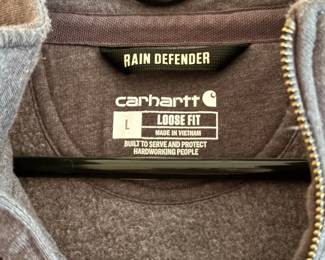 RAIN DEFENDER
carhartt
L LOOSE FIT
MADE IN VIETNAM
BUILT TO SERVE AND PROTECT
HARDWORKING PEOPLE